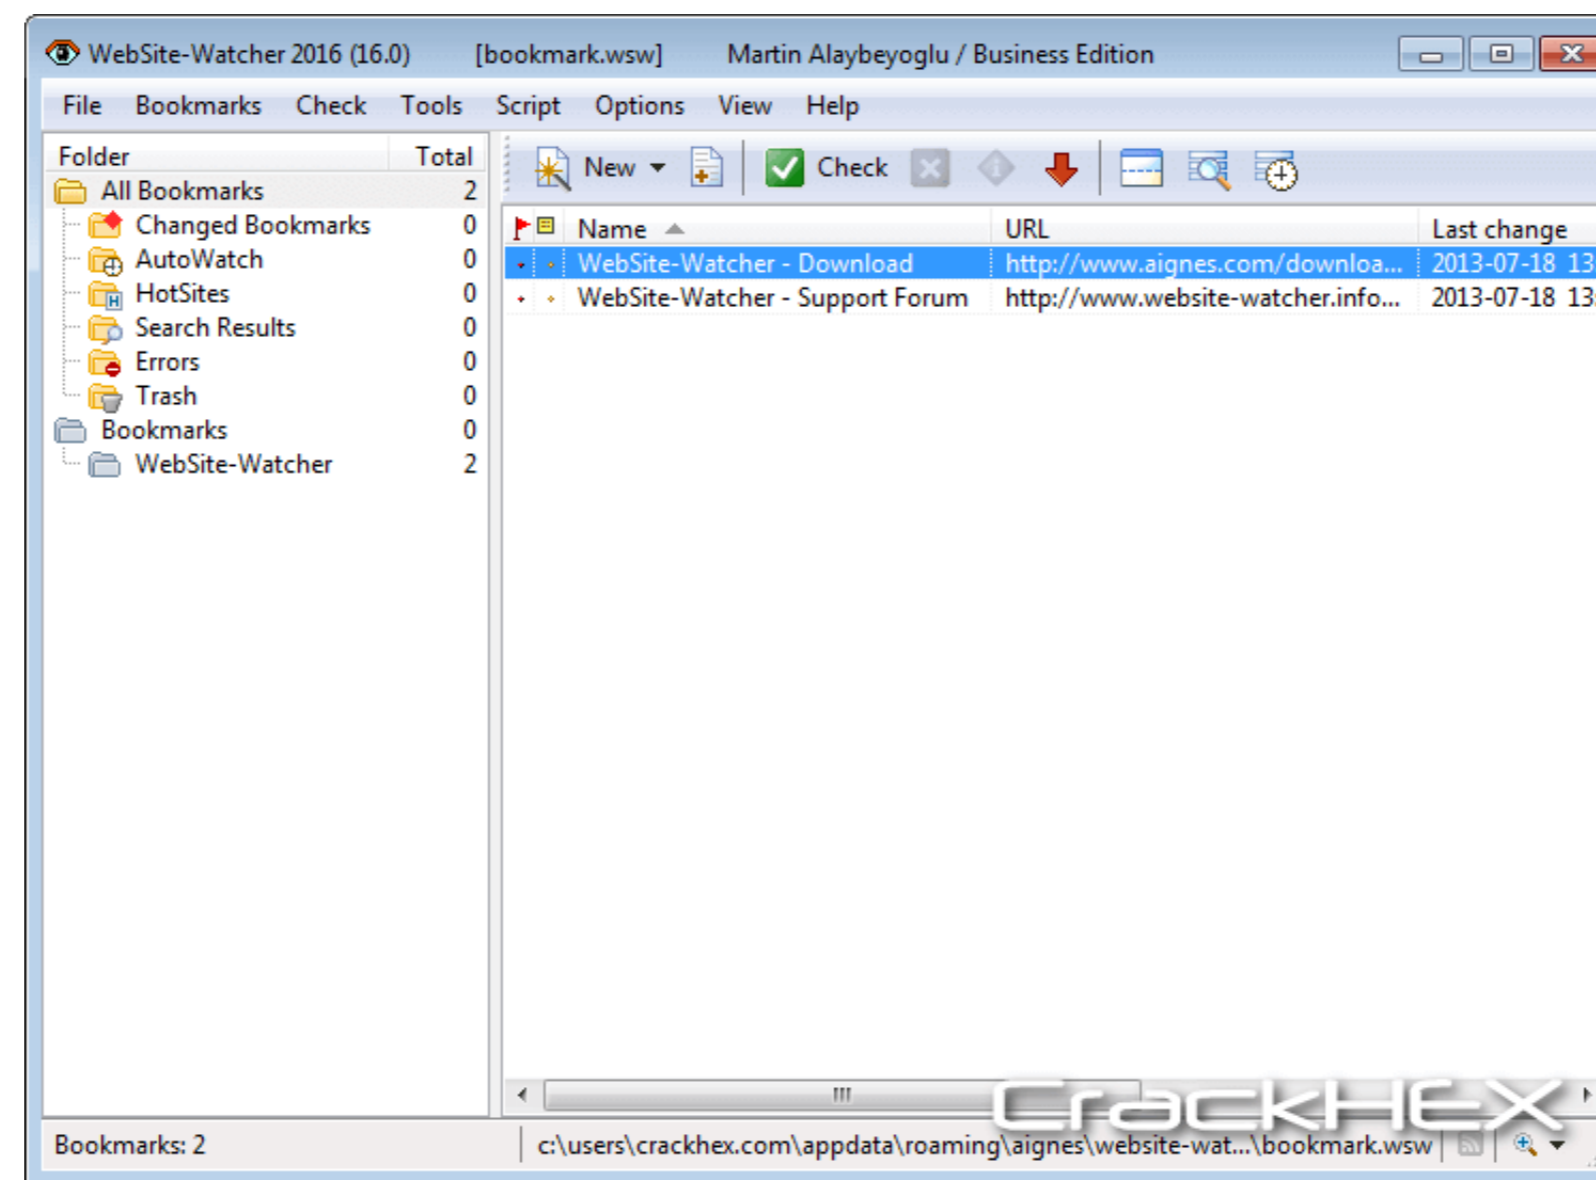 WebSite-Watcher 2016 (16.0) [bookmark.wsw] Martin Alaybeyoglu / Business Edition
File Bookmarks Check Tools Script Options View Help
Folder Total
All Bookmarks 2
Changed Bookmarks 0
AutoWatch 0
HotSites 0
Search Results 0
Errors 0
Trash 0
Bookmarks 0
WebSite-Watcher 2
New Check
Name URL Last change
WebSite-Watcher - Download http://www.aignes.com/downloa... 2013-07-18 13
WebSite-Watcher - Support Forum http://www.website-watcher.info... 2013-07-18 13:
CrackHEX
Bookmarks: 2 c:\users\crackhex.com\appdata\roaming\aignes\website-wat...\bookmark.wsw